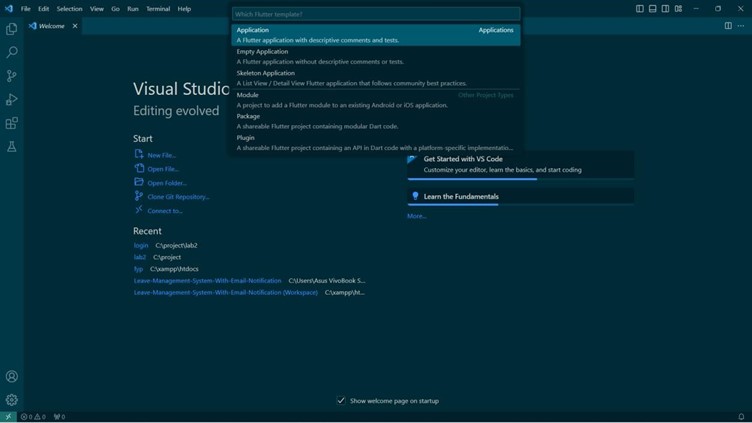 File Edit Selection View Go Run Terminal Help
Which Flutter template?
Welcome
Application Applications
A Flutter application with descriptive comments and tests.
Empty Application
A Flutter application without descriptive comments or tests.
Skeleton Application
A List View / Detail View Flutter application that follows community best practices.
Module Other Project Types
A project to add a Flutter module to an existing Android or iOS application.
Package
A shareable Flutter project containing modular Dart code.
Plugin
A shareable Flutter project containing an API in Dart code with a platform-specific implementatio...
Visual Studio
Editing evolved
Start
New File...
Open File...
Open Folder...
Clone Git Repository...
Connect to...
Recent
login C:\project\lab2
lab2 C:\project
fyp C:\xampp\htdocs
Leave-Management-System-With-Email-Notification C:\Users\Asus VivoBook S...
Leave-Management-System-With-Email-Notification (Workspace) C:\xampp\ht...
Get Started with VS Code
Customize your editor, learn the basics, and start coding
Learn the Fundamentals
More...
Show welcome page on startup
0 0 0